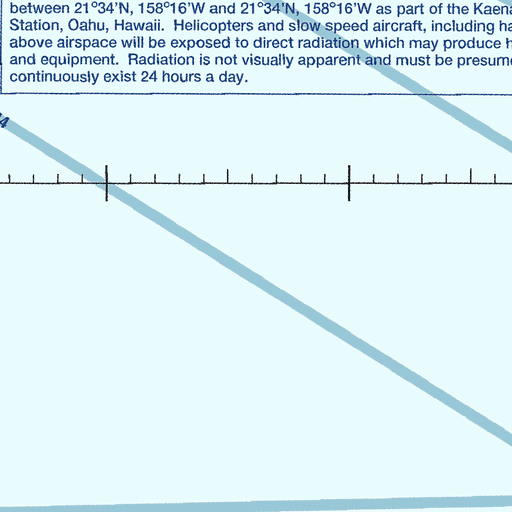 between 21°34'N, 158°16'W and 21°34'N, 158°16'W as part of the Kaena
Station, Oahu, Hawaii. Helicopters and slow speed aircraft, including
above airspace will be exposed to direct radiation which may produce
and equipment. Radiation is not visually apparent and must be presum
continuously exist 24 hours a day.